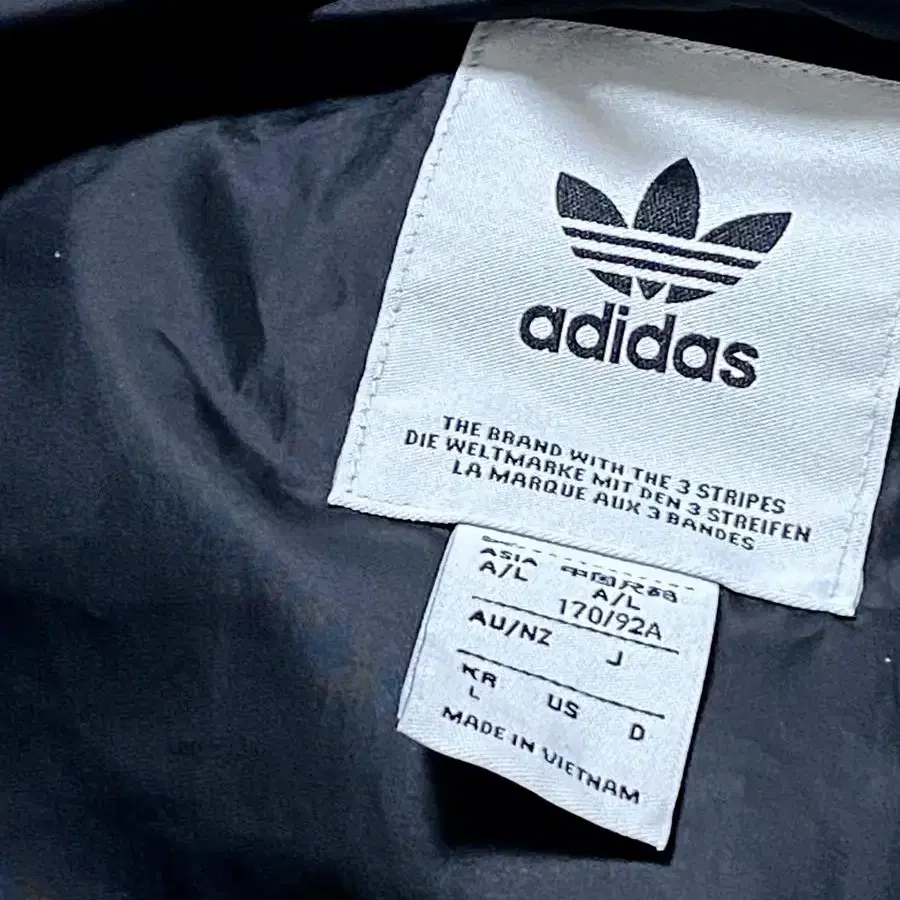 adidas
THE BRAND WITH THE 3 STRIPES
DIE WELTMARKE MIT DEN 3 STREIFEN
LA MARQUE AUX 3 BANDES
ASIA 中国尺码
A/L A/L
170/92A
AU/NZ J
KR US D
L
MADE IN VIETNAM